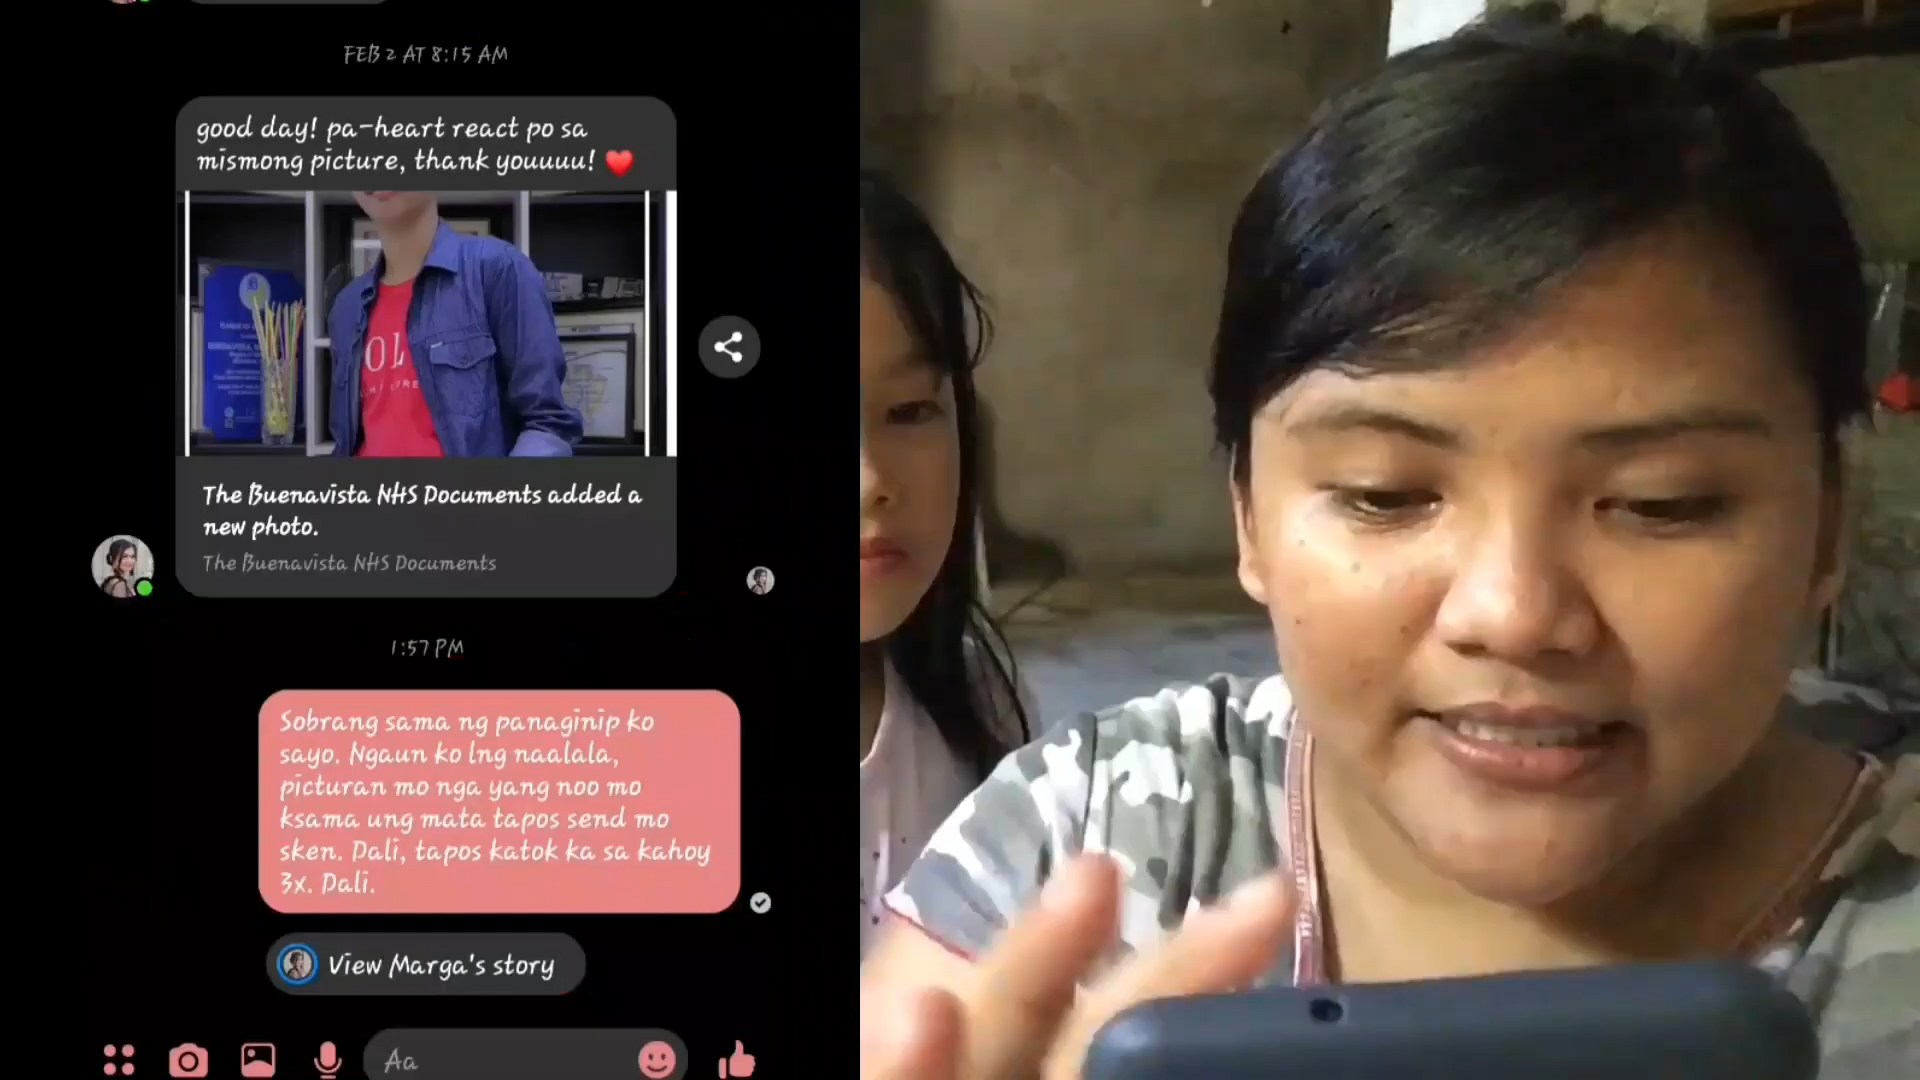 FEB 2 AT 8:15 AM
good day! pa-heart react po sa
mismong picture, thank youuuuu! ❤️
OL
The Buenavista NHS Documents added a
new photo.
The Buenavista NHS Documents
1:57 PM
Sobrang sama ng panaginip ko
sayo. Ngaun ko lng naalala,
picturan mo nga yang noo mo
ksama ung mata tapos send mo
sken. Dali, tapos katok ka sa kahoy
3x. Dali.
View Marga's story
Aa